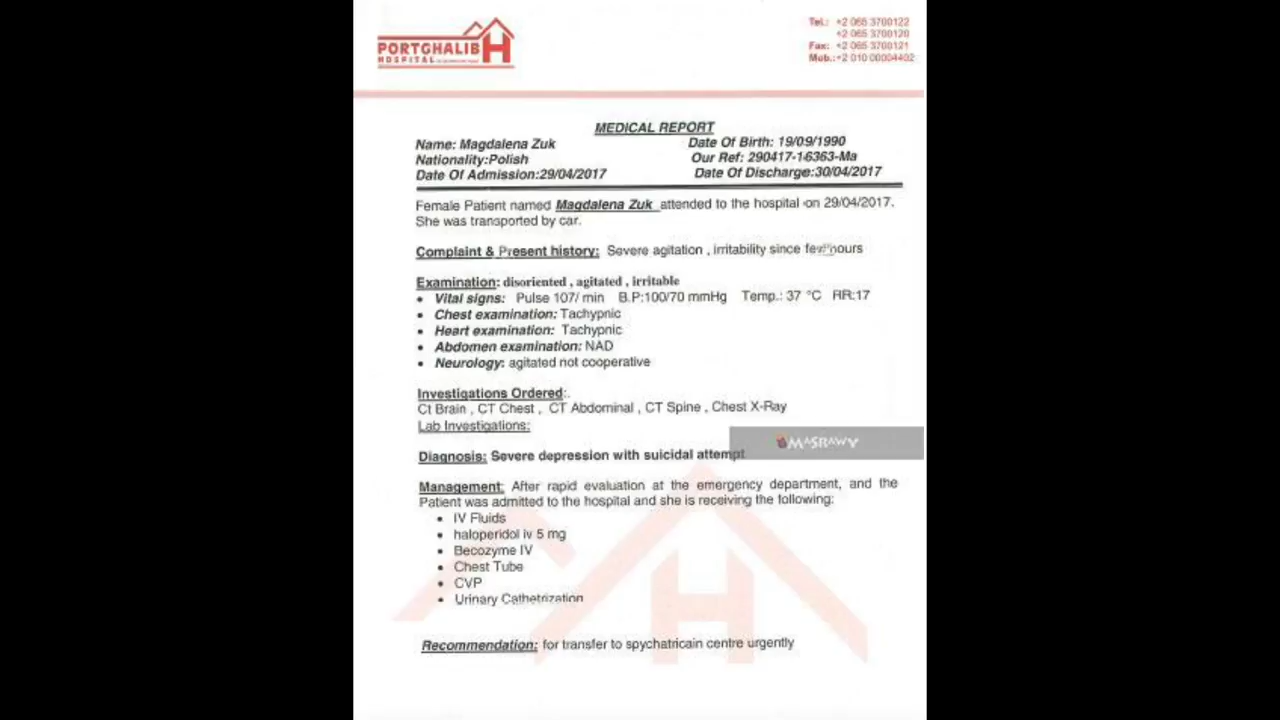 PORTGHALIB
HOSPITAL
Tel.: +2 065 3700122
+2 065 3700120
Fax: +2 065 3700121
Mob.:+2 010 00004402
MEDICAL REPORT
Name: Magdalena Zuk Date Of Birth: 19/09/1990
Nationality:Polish Our Ref: 290417-16363-Ma
Date Of Admission:29/04/2017 Date Of Discharge:30/04/2017
Female Patient named Magdalena Zuk attended to the hospital on 29/04/2017.
She was transported by car.
Complaint & Present history: Severe agitation , irritability since few hours
Examination: disoriented , agitated , irritable
• Vital signs: Pulse 107/ min B.P:100/70 mmHg Temp.: 37 °C RR:17
• Chest examination: Tachypnic
• Heart examination: Tachypnic
• Abdomen examination: NAD
• Neurology: agitated not cooperative
Investigations Ordered:.
Ct Brain , CT Chest , CT Abdominal , CT Spine , Chest X-Ray
Lab Investigations:
MASRAWY
Diagnosis: Severe depression with suicidal attempt
Management: After rapid evaluation at the emergency department, and the
Patient was admitted to the hospital and she is receiving the following:
• IV Fluids
• haloperidol iv 5 mg
• Becozyme IV
• Chest Tube
• CVP
• Urinary Cathetrization
Recommendation: for transfer to spychatricain centre urgently